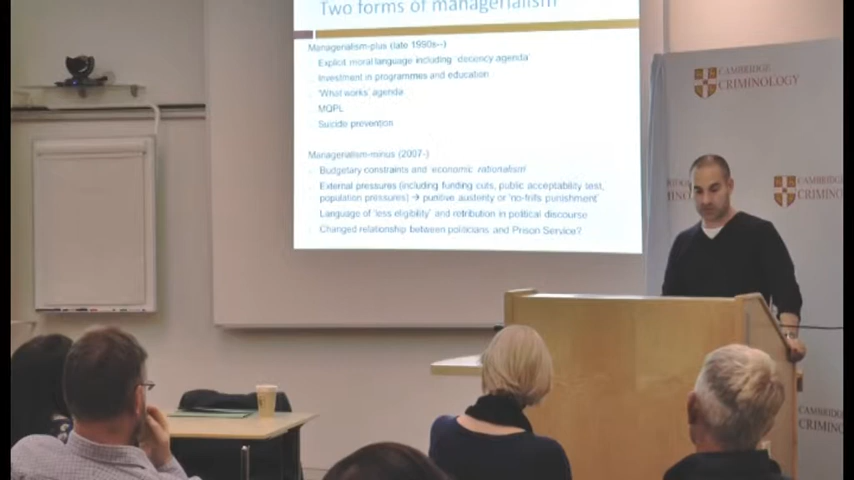 Two forms of managerialism
Managerialism-plus (late 1990s--)
Explicit moral language including 'decency agenda'
Investment in programmes and education
'What works' agenda
MQPL
Suicide prevention
Managerialism-minus (2007-)
Budgetary constraints and 'economic rationalism'
External pressures (including funding cuts, public acceptability test,
population pressures) → punitive austerity or 'no-frills punishment'
Language of 'less eligibility' and retribution in political discourse
Changed relationship between politicians and Prison Service?
CAMBRIDGE
CRIMINOLOGY
CAMBRIDGE
CRIMINO
CAMBRIDG
CRIMIN